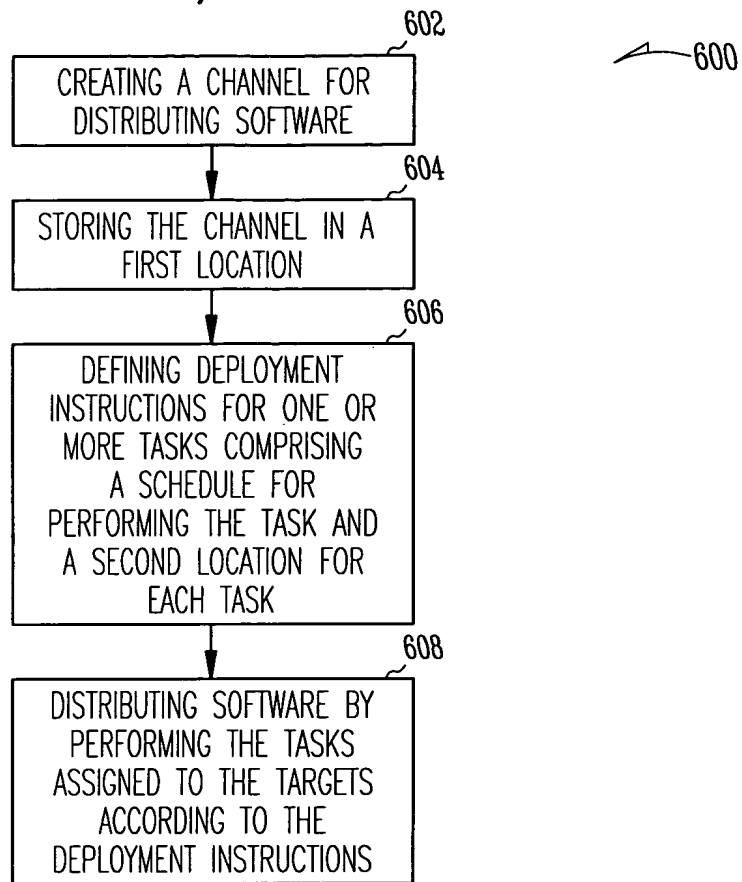 602
600
CREATING A CHANNEL FOR
DISTRIBUTING SOFTWARE
604
STORING THE CHANNEL IN A
FIRST LOCATION
606
DEFINING DEPLOYMENT
INSTRUCTIONS FOR ONE OR
MORE TASKS COMPRISING
A SCHEDULE FOR
PERFORMING THE TASK AND
A SECOND LOCATION FOR
EACH TASK
608
DISTRIBUTING SOFTWARE BY
PERFORMING THE TASKS
ASSIGNED TO THE TARGETS
ACCORDING TO THE
DEPLOYMENT INSTRUCTIONS